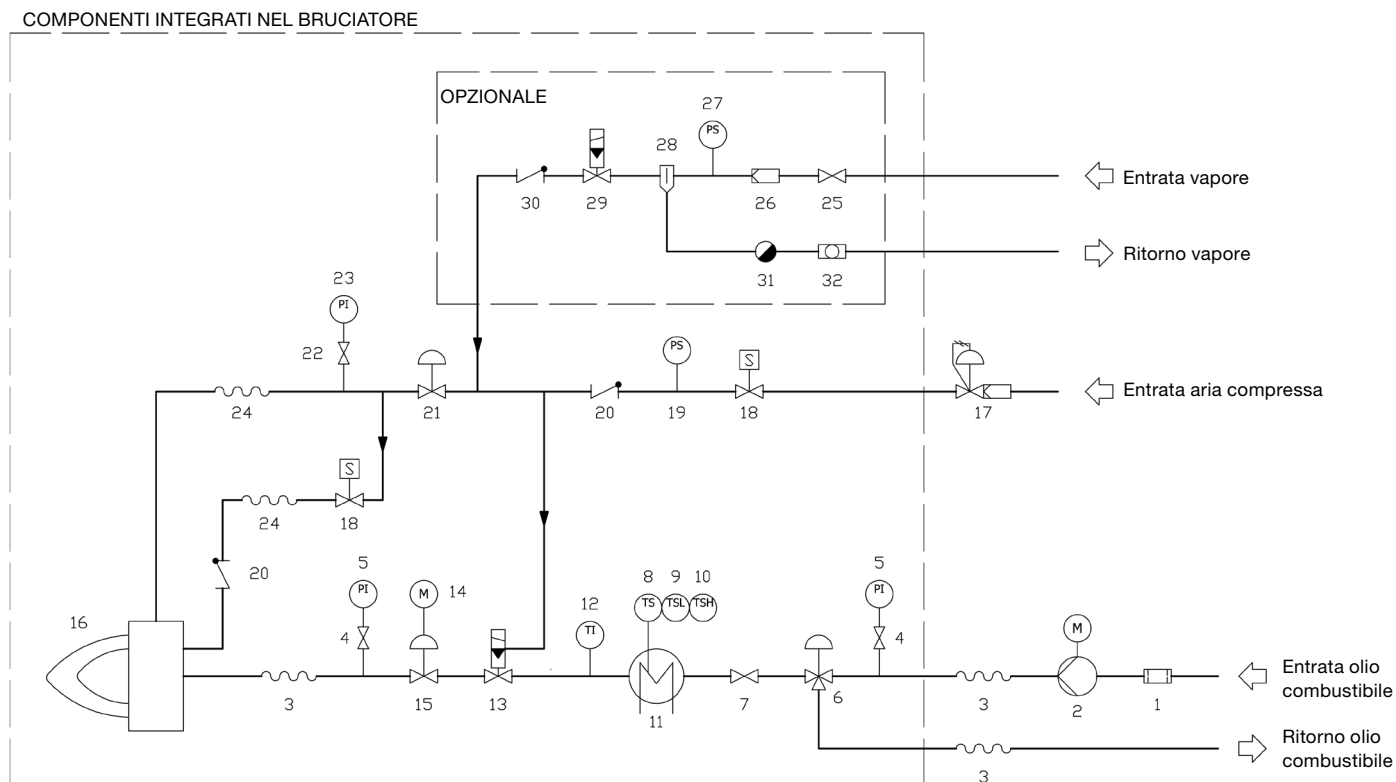 COMPONENTI INTEGRATI NEL BRUCIATORE
OPZIONALE
27
PS
28
30
29
26
25
Entrata vapore
31
32
Ritorno vapore
23
PI
22
PS
S
24
21
20
19
18
17
Entrata aria compressa
S
24
18
20
5
14
8
9
10
5
16
PI
M
12
TS
TSL
TSH
PI
M
4
TI
4
3
15
13
11
7
6
3
2
1
Entrata olio
combustibile
3
Ritorno olio
combustibile